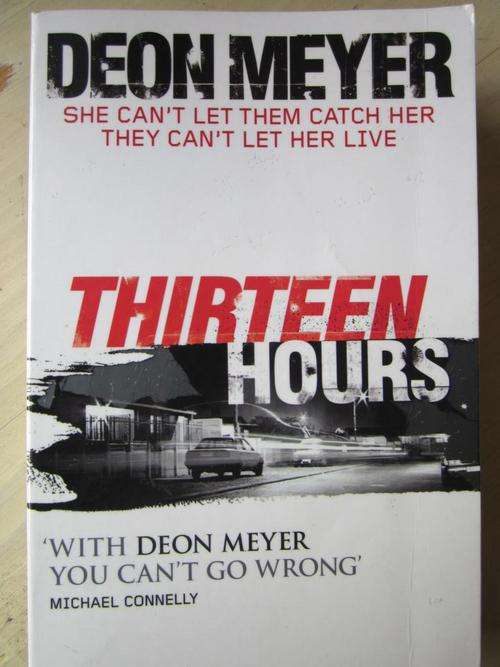 DEON MEYER
SHE CAN'T LET THEM CATCH HER
THEY CAN'T LET HER LIVE
THIRTEEN
HOURS
'WITH DEON MEYER
YOU CAN'T GO WRONG'
MICHAEL CONNELLY